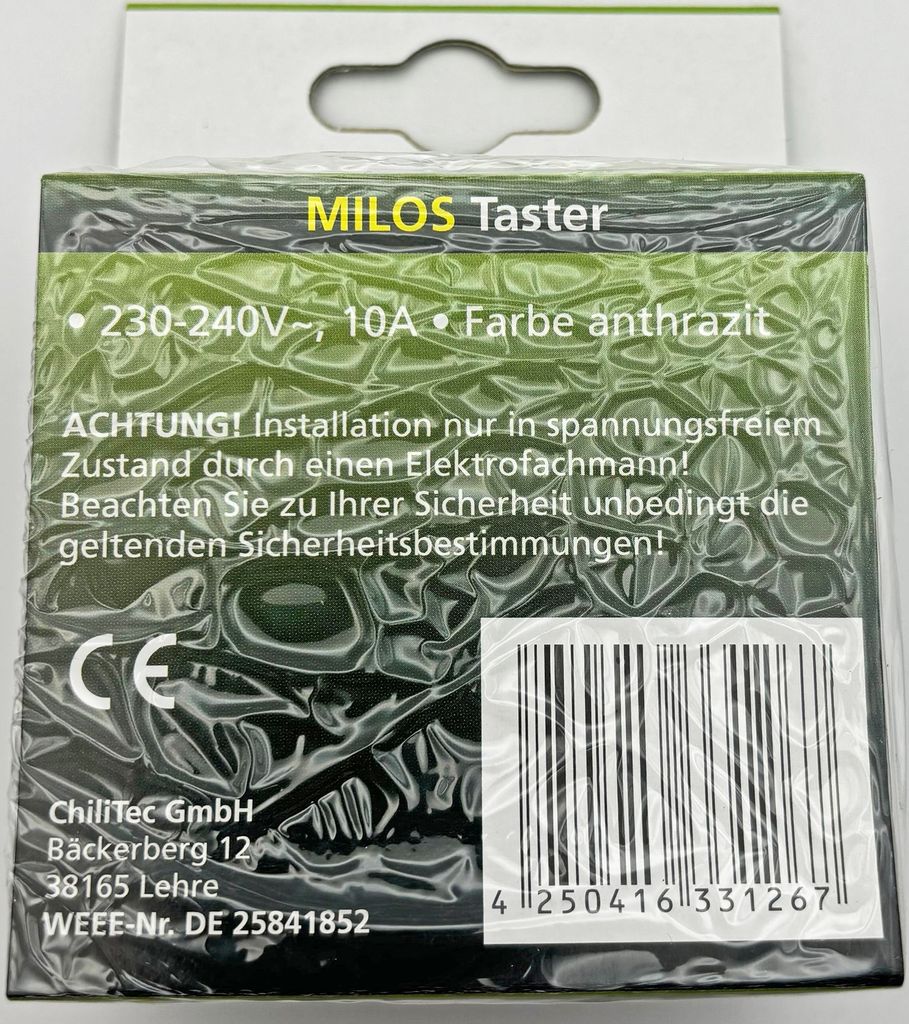 MILOS Taster
• 230-240V~, 10A • Farbe anthrazit
ACHTUNG! Installation nur in spannungsfreiem
Zustand durch einen Elektrofachmann!
Beachten Sie zu Ihrer Sicherheit unbedingt die
geltenden Sicherheitsbestimmungen!
CE
ChiliTec GmbH
Bäckerberg 12
38165 Lehre
WEEE-Nr. DE 25841852
4 250416 331267